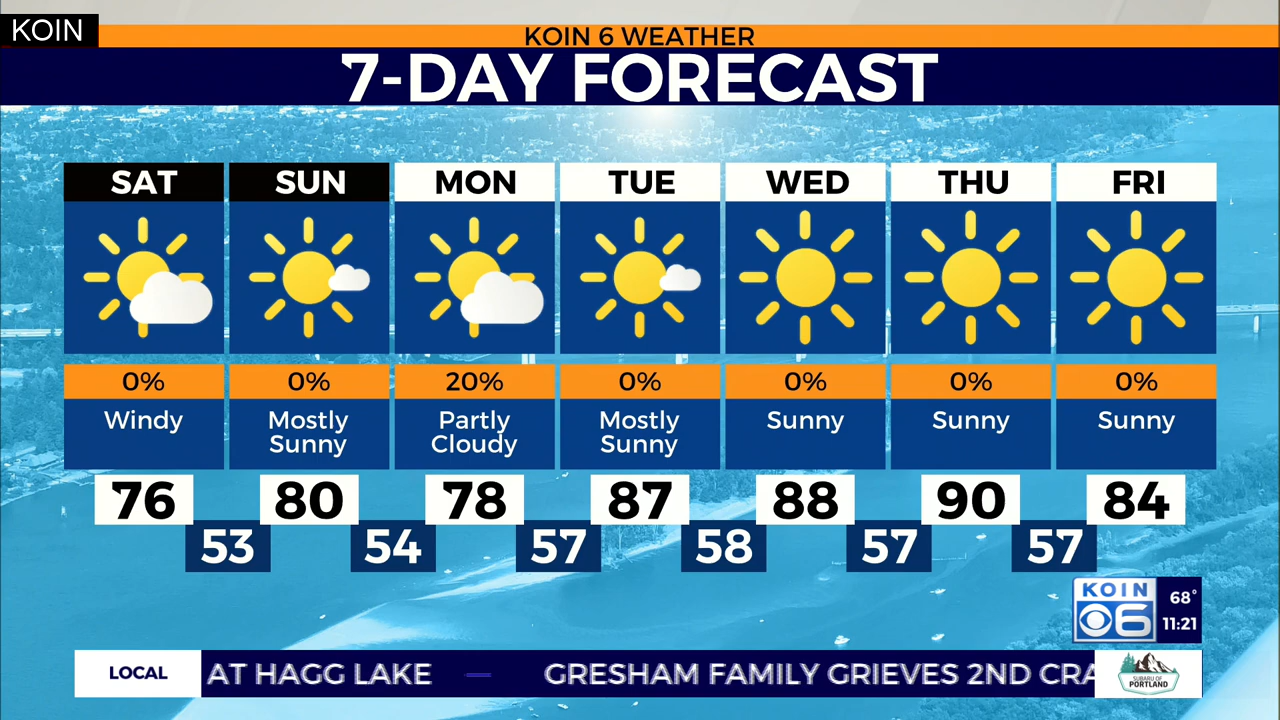 KOIN
KOIN 6 WEATHER
7-DAY FORECAST
SAT SUN MON TUE WED THU FRI
0% 0% 20% 0% 0% 0% 0%
Windy Mostly Sunny Partly Cloudy Mostly Sunny Sunny Sunny Sunny
76 80 78 87 88 90 84
53 54 57 58 57 57
KOIN 6
68°
11:21
LOCAL AT HAGG LAKE — GRESHAM FAMILY GRIEVES 2ND CRA
SUBARU OF
PORTLAND